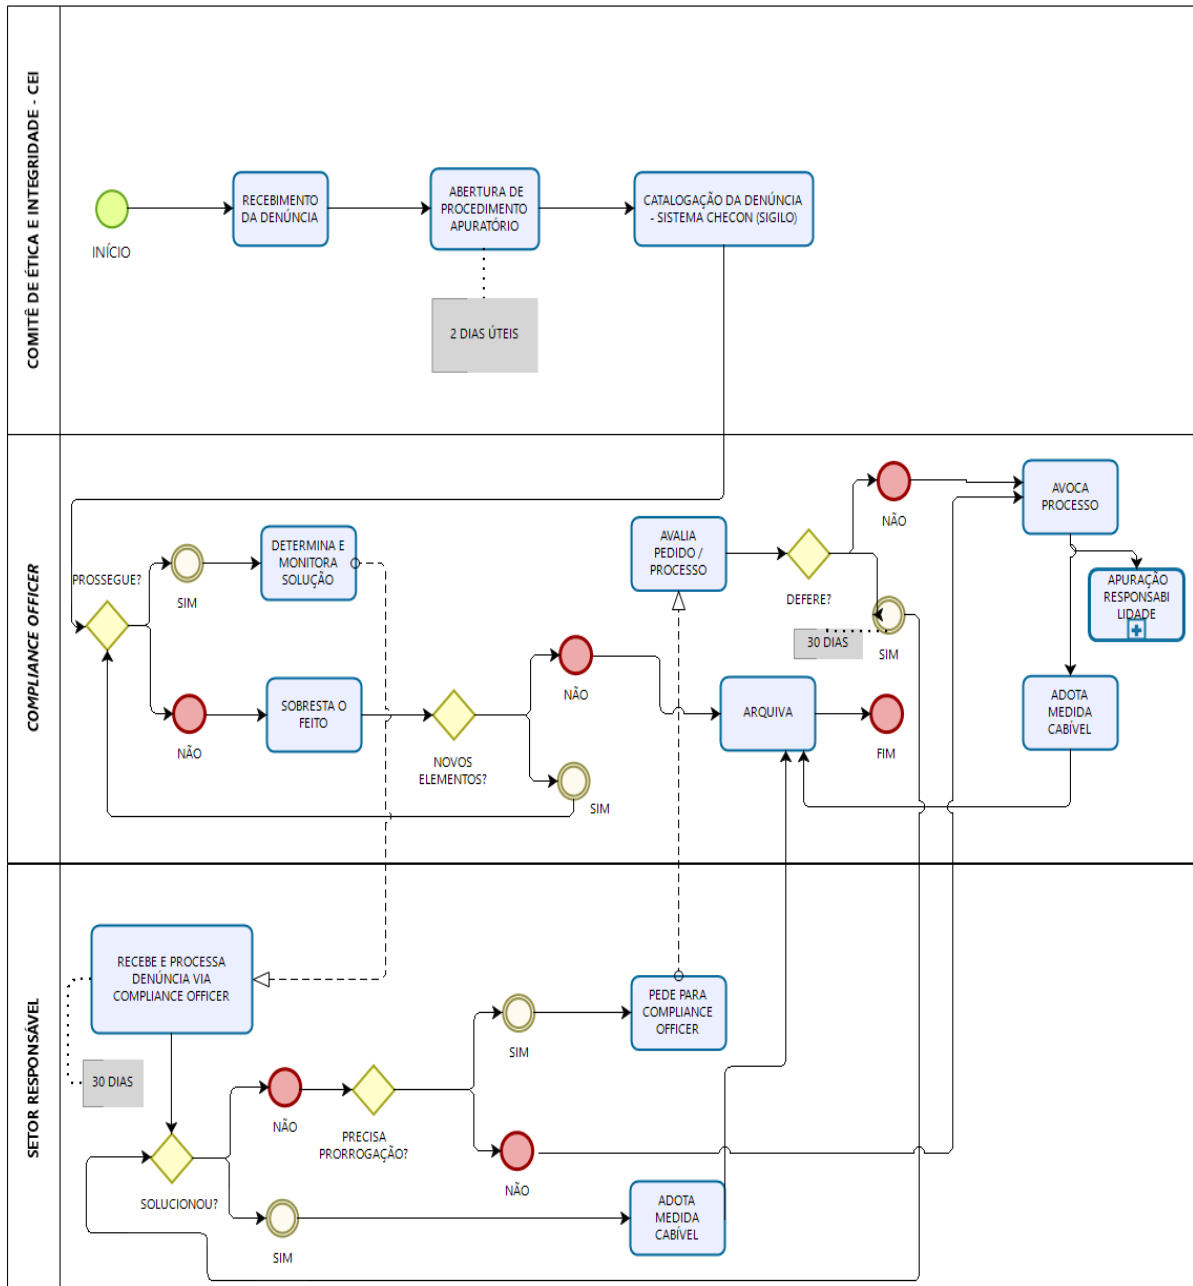 COMITÊ DE ÉTICA E INTEGRIDADE - CEI
INÍCIO
RECEBIMENTO
DA DENÚNCIA
ABERTURA DE
PROCEDIMENTO
APURATÓRIO
CATALOGAÇÃO DA DENÚNCIA
- SISTEMA CHECON (SIGILO)
2 DIAS ÚTEIS
COMPLIANCE OFFICER
PROSSEGUE?
SIM
DETERMINA E
MONITORA
SOLUÇÃO
NÃO
SOBRESTA O
FEITO
NOVOS
ELEMENTOS?
NÃO
SIM
AVALIA
PEDIDO /
PROCESSO
DEFERE?
NÃO
30 DIAS
SIM
AVOCA
PROCESSO
APURAÇÃO
RESPONSABI
LIDADE
ARQUIVA
FIM
ADOTA
MEDIDA
CABÍVEL
SETOR RESPONSÁVEL
RECEBE E PROCESSA
DENÚNCIA VIA
COMPLIANCE OFFICER
30 DIAS
SOLUCIONOU?
NÃO
SIM
PRECISA
PRORROGAÇÃO?
SIM
NÃO
PEDE PARA
COMPLIANCE
OFFICER
ADOTA
MEDIDA
CABÍVEL